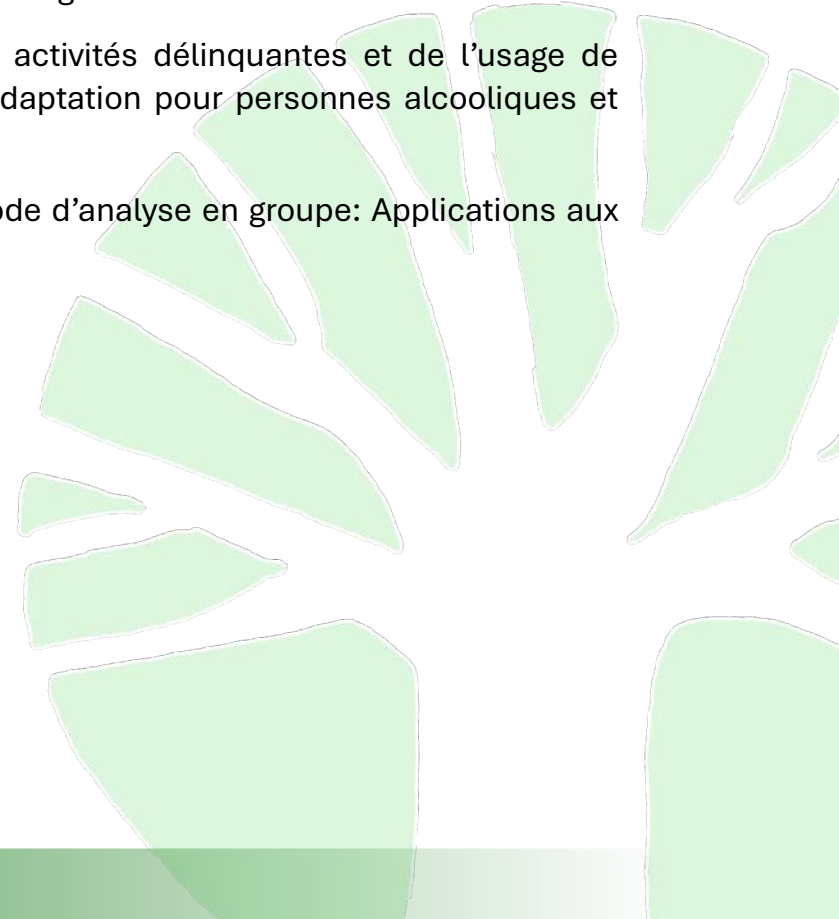 activités délinquantes et de l’usage de
daptation pour personnes alcooliques et
ode d’analyse en groupe: Applications aux